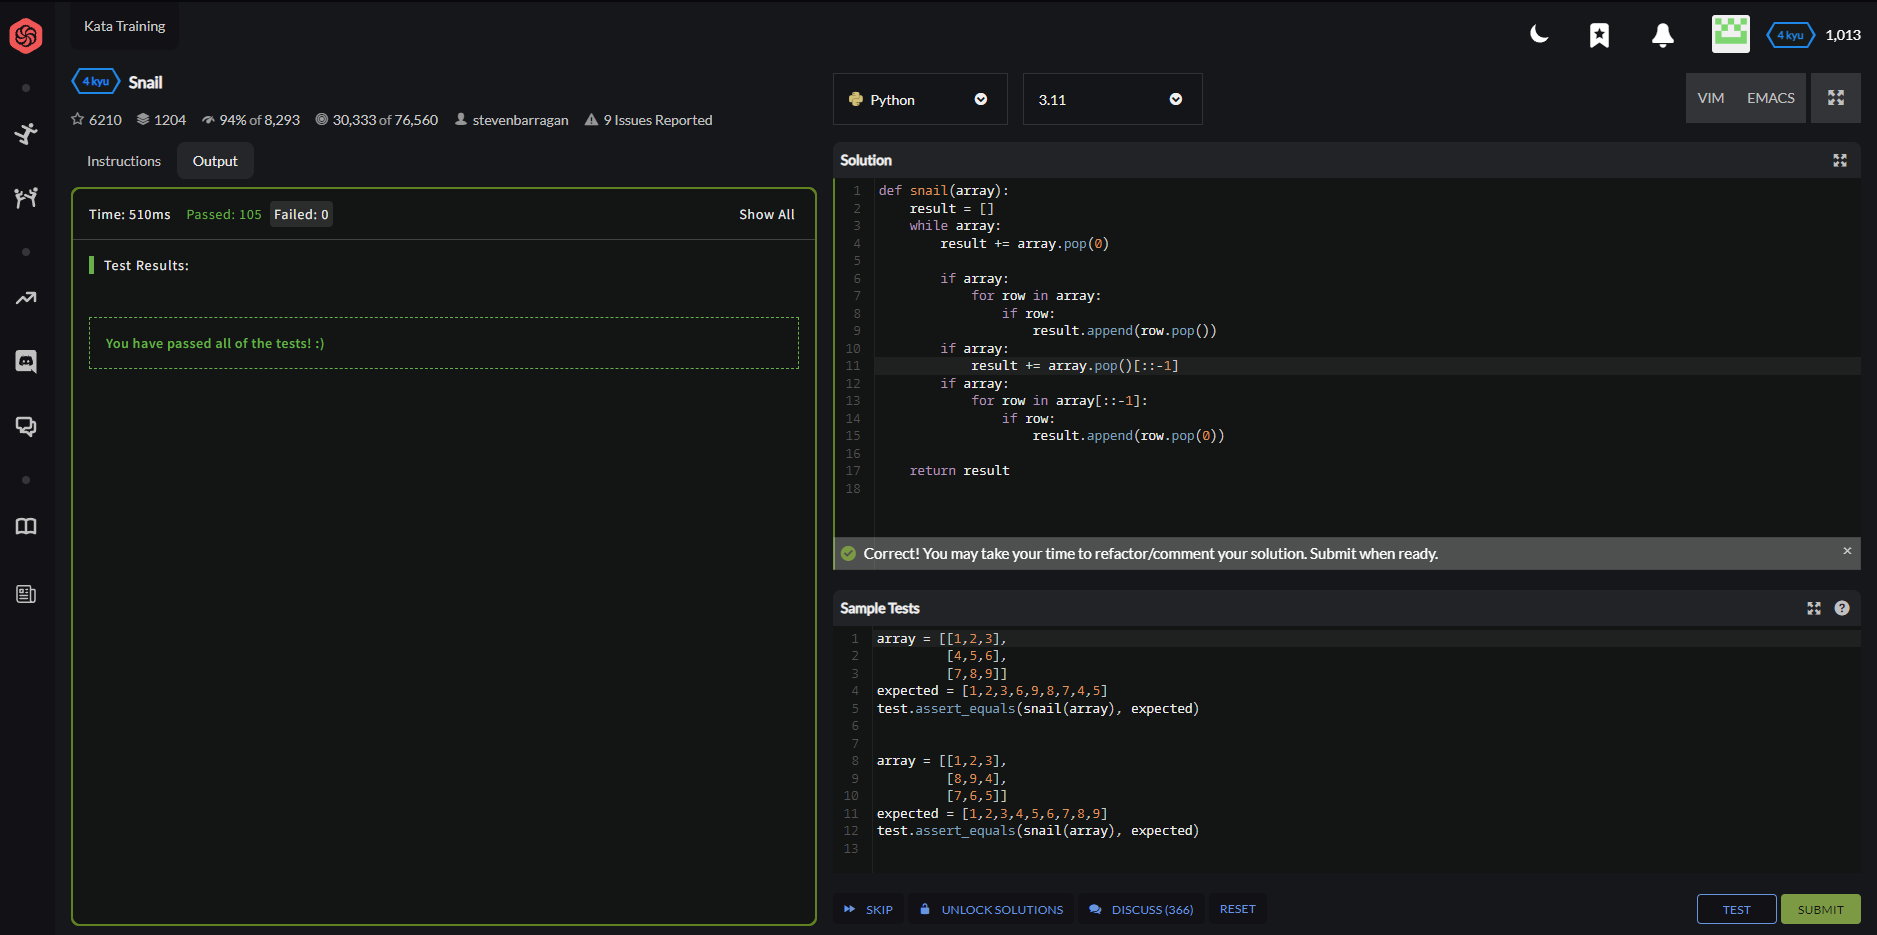 Kata Training
4 kyu
1,013
4 kyu Snail
6210 1204 94% of 8,293 30,333 of 76,560 stevenbarragan 9 Issues Reported
Instructions Output
Time: 510ms Passed: 105 Failed: 0 Show All
Test Results:
You have passed all of the tests! :)
Python
3.11
VIM EMACS
Solution
1 def snail(array):
2     result = []
3     while array:
4         result += array.pop(0)
5
6         if array:
7             for row in array:
8                 if row:
9                     result.append(row.pop())
10         if array:
11             result += array.pop()[::-1]
12         if array:
13             for row in array[::-1]:
14                 if row:
15                     result.append(row.pop(0))
16
17     return result
18
Correct! You may take your time to refactor/comment your solution. Submit when ready. ×
Sample Tests ?
1 array = [[1,2,3],
2          [4,5,6],
3          [7,8,9]]
4 expected = [1,2,3,6,9,8,7,4,5]
5 test.assert_equals(snail(array), expected)
6
7
8 array = [[1,2,3],
9          [8,9,4],
10          [7,6,5]]
11 expected = [1,2,3,4,5,6,7,8,9]
12 test.assert_equals(snail(array), expected)
13
SKIP UNLOCK SOLUTIONS DISCUSS (366) RESET TEST SUBMIT